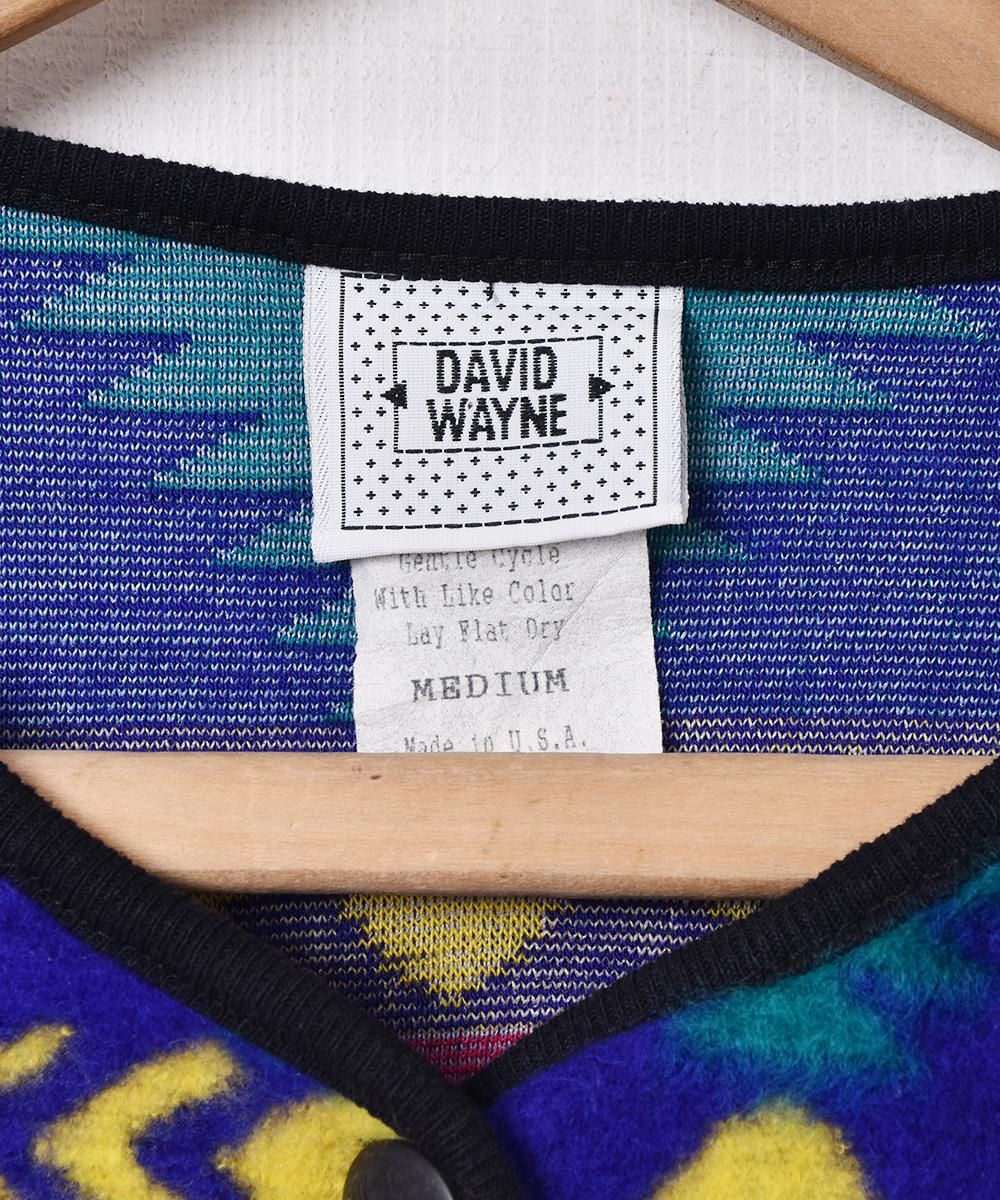 DAVID
WAYNE
Gentle Cycle
With Like Color
Lay Flat Dry
MEDIUM
Made in U.S.A.